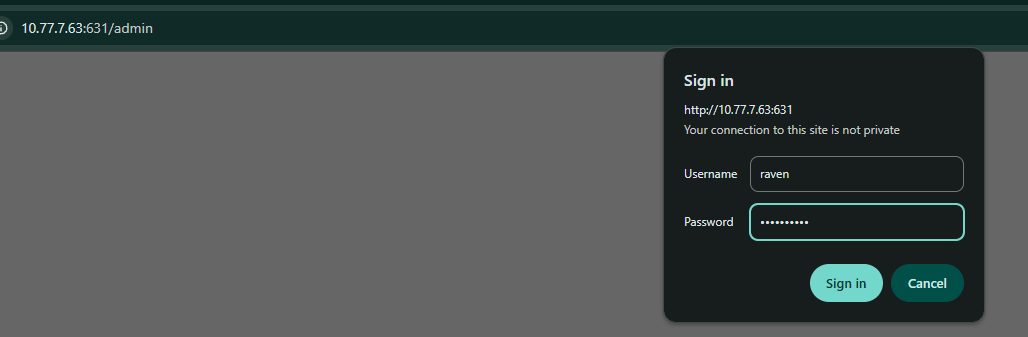 10.77.7.63:631/admin
Sign in
http://10.77.7.63:631
Your connection to this site is not private
Username raven
Password ••••••••••
Sign in Cancel